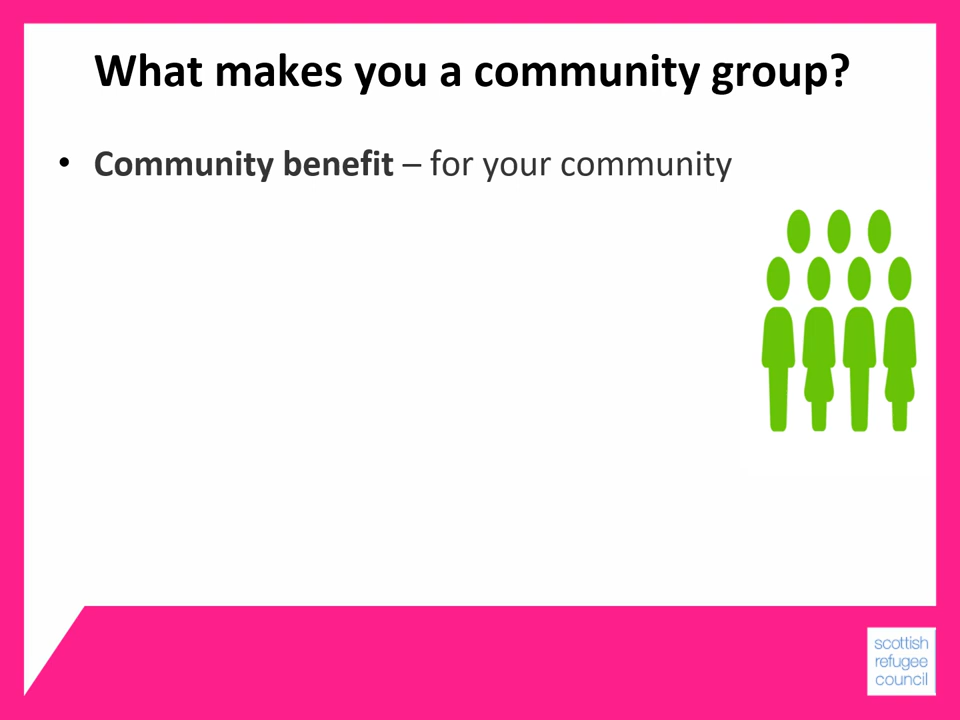 What makes you a community group?
• Community benefit – for your community
scottish
refugee
council